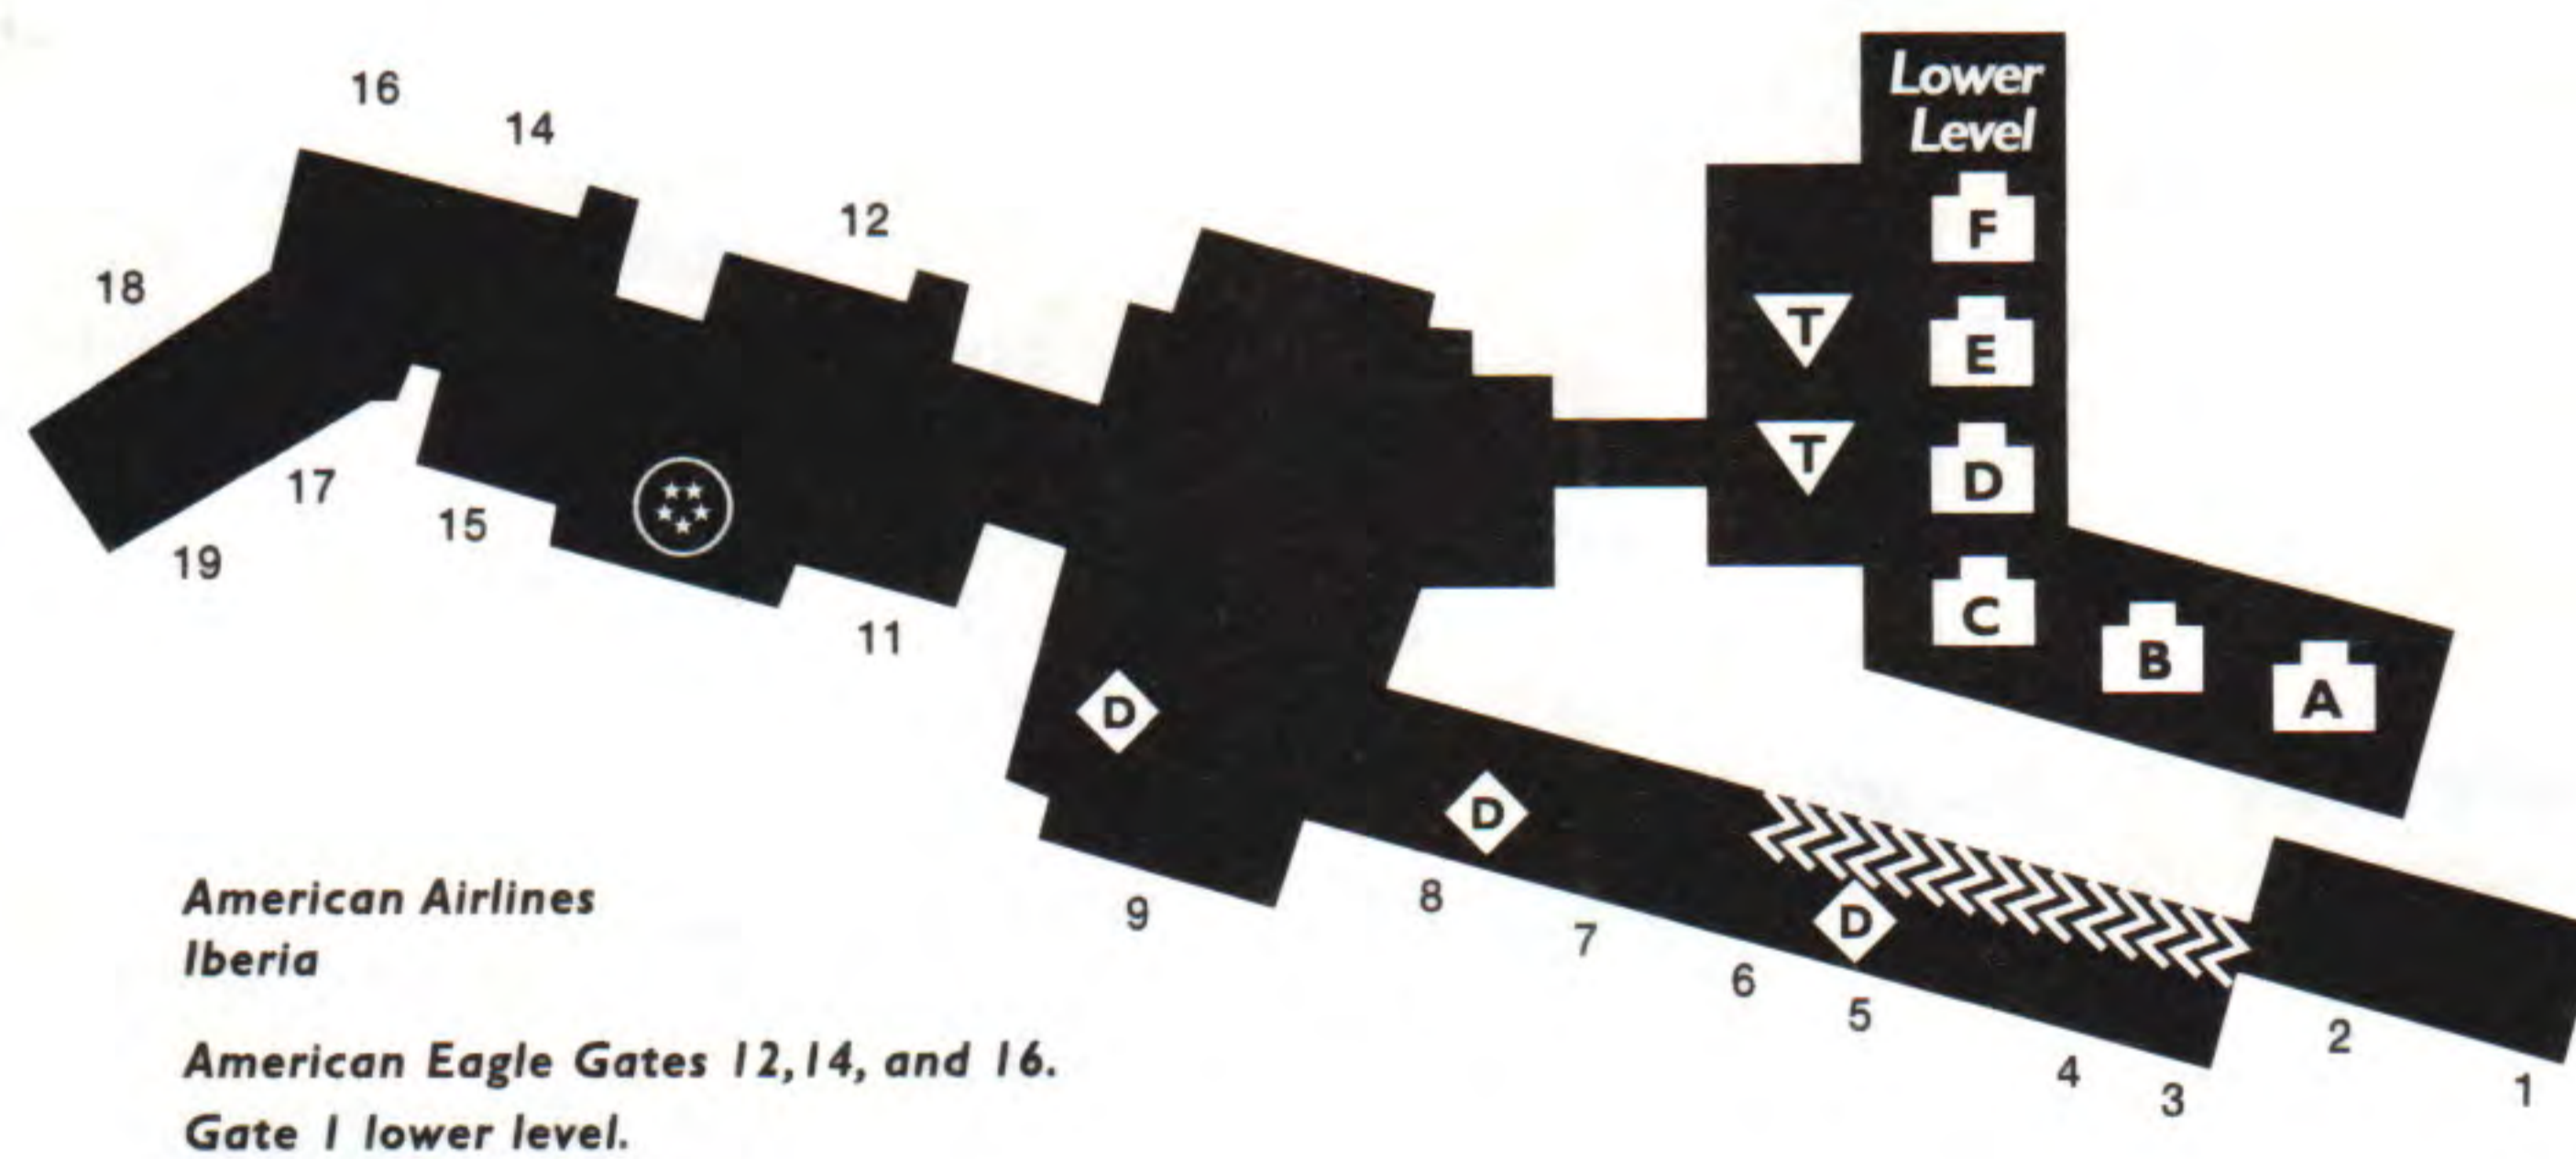 16
14
12
18
17
15
19
11
Lower
Level
F
T
E
T
D
C
B
A
D
D
D
9
8
7
6
5
4
3
2
1
American Airlines
Iberia
American Eagle Gates 12, 14, and 16.
Gate 1 lower level.